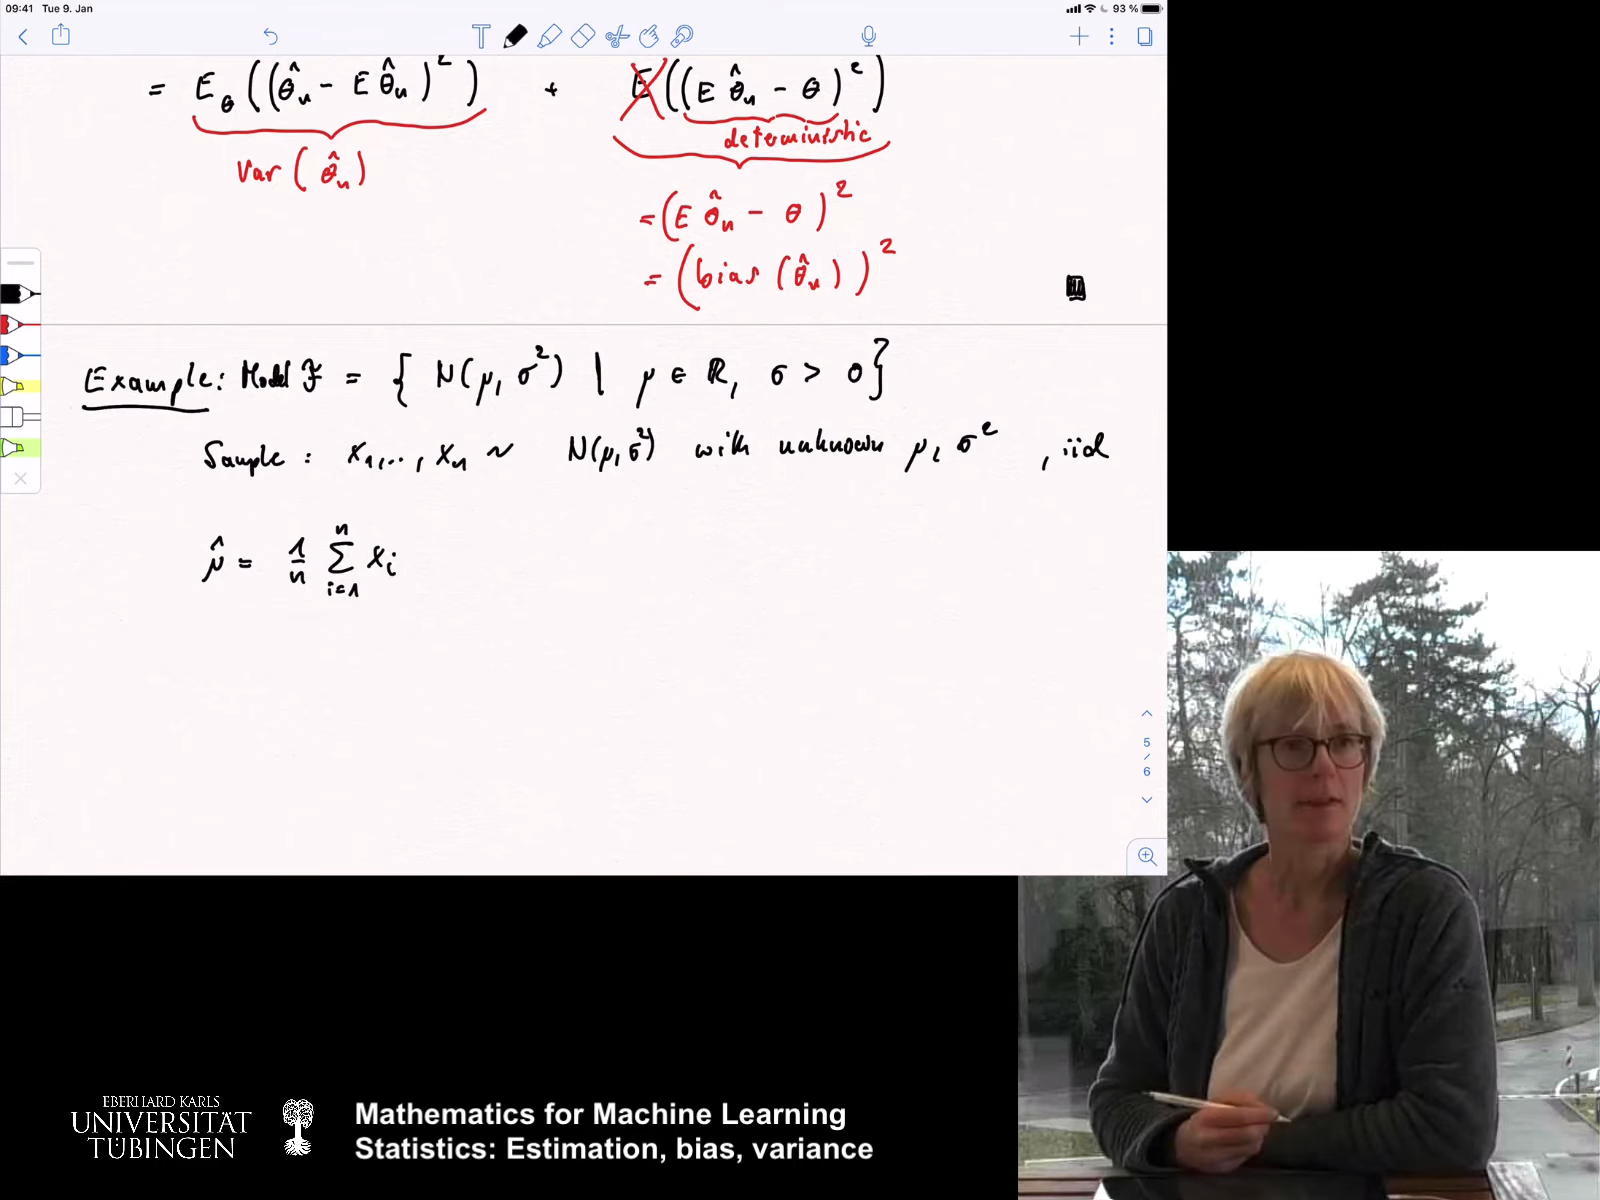 09:41 Tue 9. Jan 93 %
= E_θ((θ̂_n - E θ̂_n)²) + E((E θ̂_n - θ)²)
deterministic
Var(θ̂_n)
= (E θ̂_n - θ)²
= (bias(θ̂_n))²
Example: Model F = { N(μ, σ²) | μ ∈ ℝ, σ > 0}
Sample: x₁,..., x_n ~ N(μ, σ²) with unknown μ, σ², iid
μ̂ = 1/n Σ_{i=1}^n x_i
5
/
6
EBERHARD KARLS
UNIVERSITÄT
TÜBINGEN
Mathematics for Machine Learning
Statistics: Estimation, bias, variance